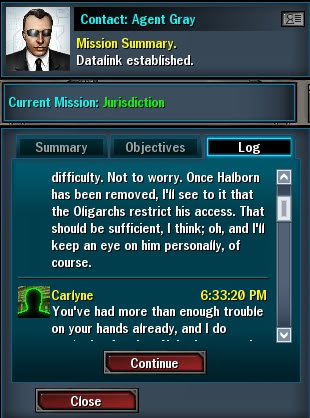 Contact: Agent Gray
Mission Summary.
Datalink established.
Current Mission: Jurisdiction
Summary
Objectives
Log
difficulty. Not to worry. Once Halborn
has been removed, I'll see to it that
the Oligarchs restrict his access. That
should be sufficient, I think; oh, and I'll
keep an eye on him personally, of
course.
Carlyne 6:33:20 PM
You've had more than enough trouble
on your hands already, and I do
Continue
Close